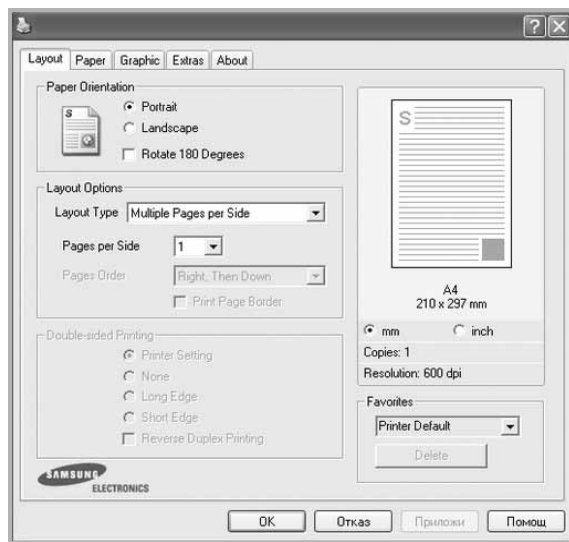 Layout Paper Graphic Extras About
Paper Orientation
S
Portrait
Landscape
Rotate 180 Degrees
Layout Options
Layout Type Multiple Pages per Side
Pages per Side 1
Pages Order Right, Then Down
Print Page Border
Double-sided Printing
Printer Setting
None
Long Edge
Short Edge
Reverse Duplex Printing
SAMSUNG
ELECTRONICS
S
A4
210 x 297 mm
mm inch
Copies: 1
Resolution: 600 dpi
Favorites
Printer Default
Delete
OK Отказ Приложи Помощ